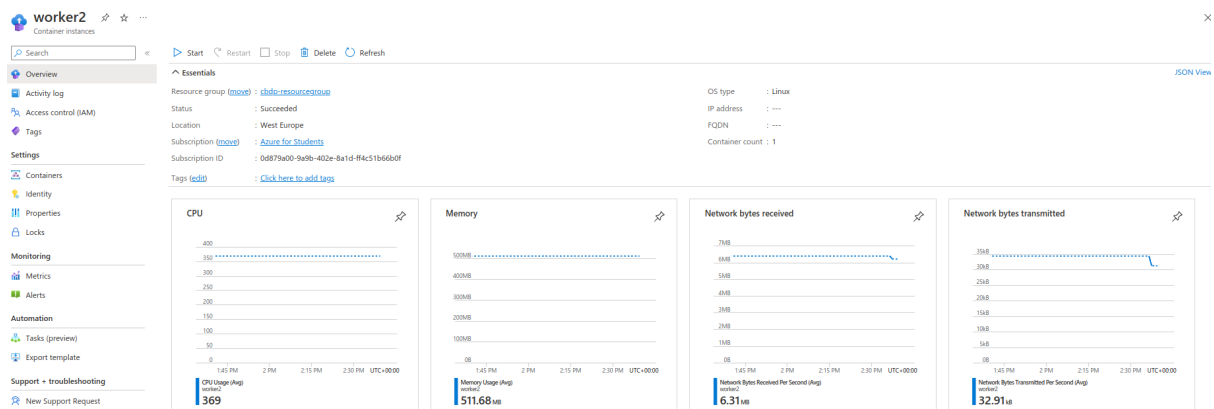 worker2
Container instances
Search
Overview
Activity log
Access control (IAM)
Tags
Settings
Containers
Identity
Properties
Locks
Monitoring
Metrics
Alerts
Automation
Tasks (preview)
Export template
Support + troubleshooting
New Support Request
Start Restart Stop Delete Refresh
Essentials
JSON View
Resource group (move) : cbdp-resourcegroup
Status : Succeeded
Location : West Europe
Subscription (move) : Azure for Students
Subscription ID : 0d879a00-9a9b-402e-8a1d-ff4c51b66b0f
Tags (edit) : Click here to add tags
OS type : Linux
IP address : ---
FQDN : ---
Container count : 1
CPU
400
350
300
250
200
150
100
50
0
1:45 PM 2 PM 2:15 PM 2:30 PM UTC+00:00
CPU Usage (Avg)
worker2
369
Memory
500MB
400MB
300MB
200MB
100MB
0B
1:45 PM 2 PM 2:15 PM 2:30 PM UTC+00:00
Memory Usage (Avg)
worker2
511.68 MB
Network bytes received
7MB
6MB
5MB
4MB
3MB
2MB
1MB
0B
1:45 PM 2 PM 2:15 PM 2:30 PM UTC+00:00
Network Bytes Received Per Second (Avg)
worker2
6.31 MB
Network bytes transmitted
35kB
30kB
25kB
20kB
15kB
10kB
5kB
0B
1:45 PM 2 PM 2:15 PM 2:30 PM UTC+00:00
Network Bytes Transmitted Per Second (Avg)
worker2
32.91 kB